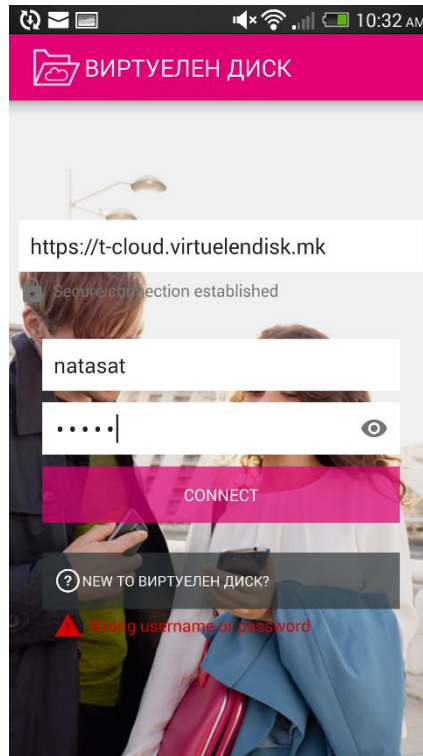 10:32 AM
ВИРТУЕЛЕН ДИСК
https://t-cloud.virtuelendisk.mk
Secure connection established
natasat
•••••
CONNECT
? NEW TO ВИРТУЕЛЕН ДИСК?
Wrong username or password